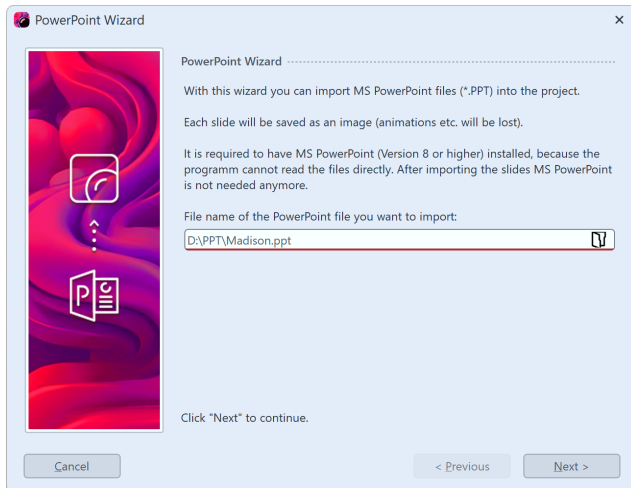 PowerPoint Wizard
PowerPoint Wizard
With this wizard you can import MS PowerPoint files (*.PPT) into the project.
Each slide will be saved as an image (animations etc. will be lost).
It is required to have MS PowerPoint (Version 8 or higher) installed, because the
programm cannot read the files directly. After importing the slides MS PowerPoint
is not needed anymore.
File name of the PowerPoint file you want to import:
D:\PPT\Madison.ppt
P
Click "Next" to continue.
Cancel
< Previous
Next >